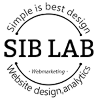 Simple is best design
SIB LAB
- Webmarketing -
Website design,analytics